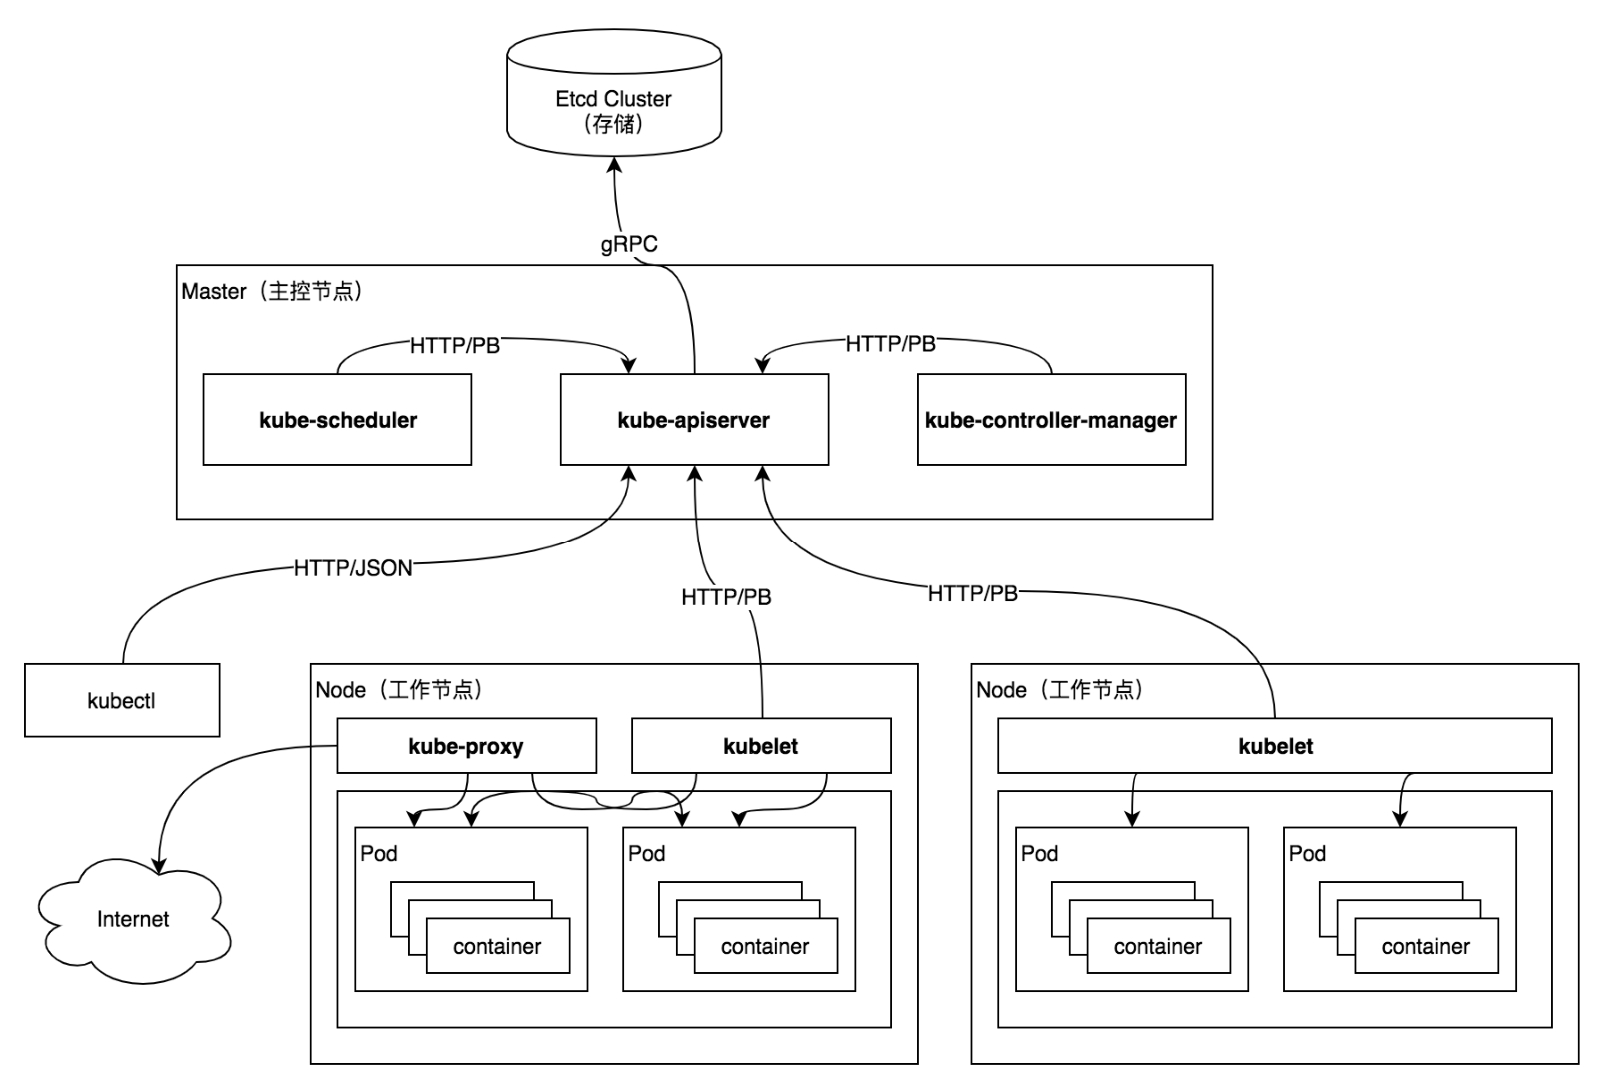 Etcd Cluster
（存储）
gRPC
Master（主控节点）
HTTP/PB
HTTP/PB
kube-scheduler
kube-apiserver
kube-controller-manager
HTTP/JSON
HTTP/PB
HTTP/PB
kubectl
Node（工作节点）
Node（工作节点）
kube-proxy
kubelet
kubelet
Pod
Pod
Pod
Pod
Internet
container
container
container
container